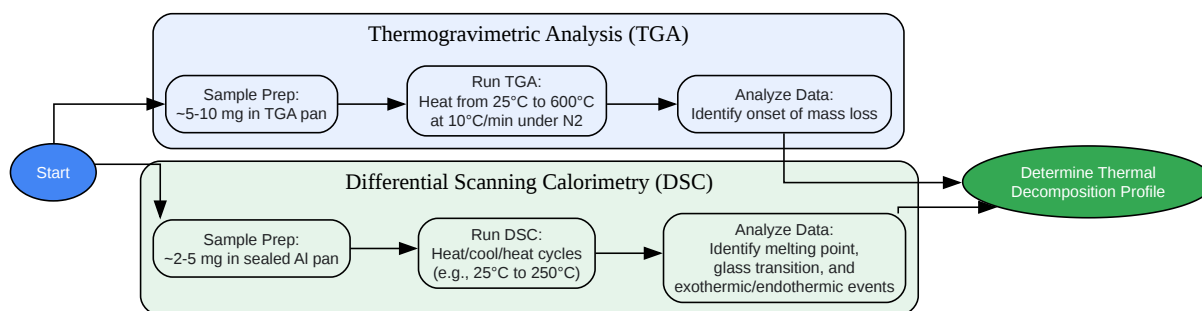 Thermogravimetric Analysis (TGA)
Sample Prep:
~5-10 mg in TGA pan
Run TGA:
Heat from 25°C to 600°C
at 10°C/min under N2
Analyze Data:
Identify onset of mass loss
Start
Differential Scanning Calorimetry (DSC)
Sample Prep:
~2-5 mg in sealed Al pan
Run DSC:
Heat/cool/heat cycles
(e.g., 25°C to 250°C)
Analyze Data:
Identify melting point,
glass transition, and
exothermic/endothermic events
Determine Thermal
Decomposition Profile